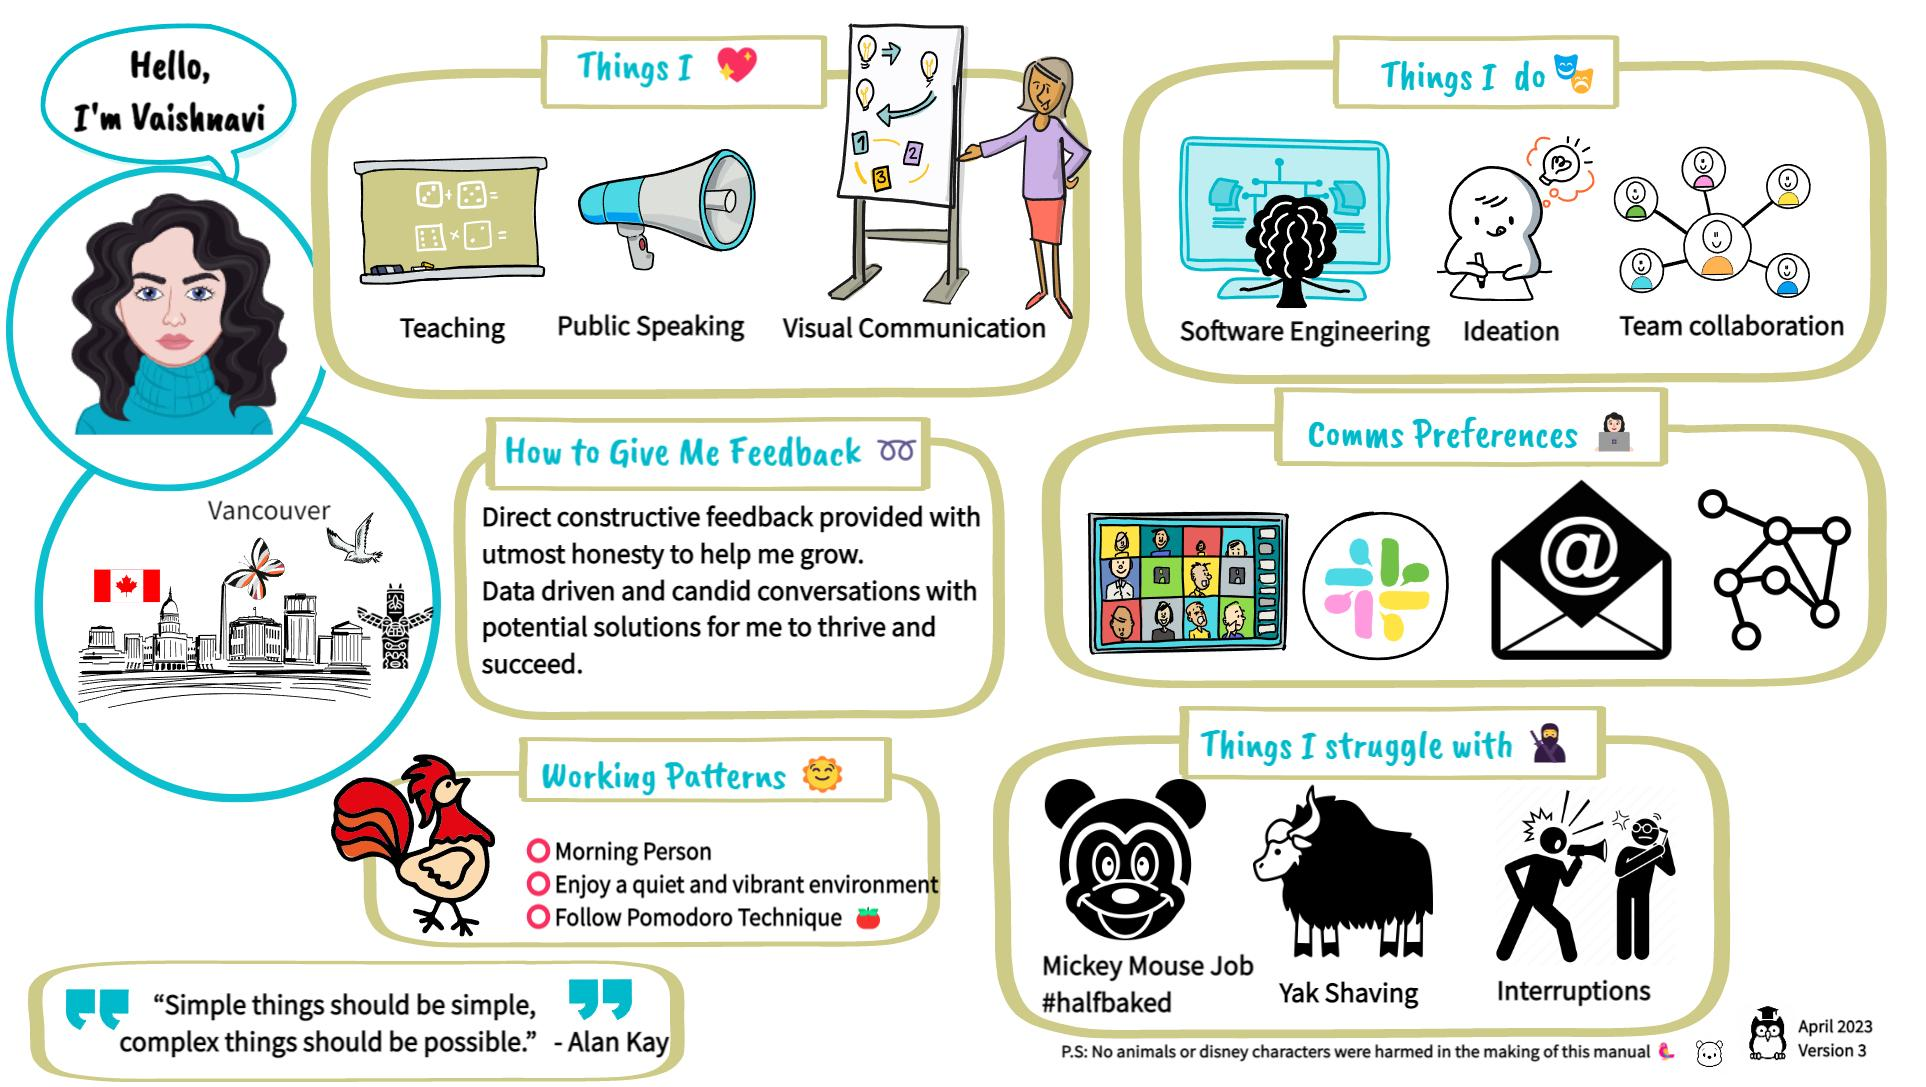 Hello,
I'm Vaishnavi
Things I
Teaching
Public Speaking
1
2
3
Visual Communication
Things I do
Software Engineering
Ideation
Team collaboration
Vancouver
How to Give Me Feedback
Direct constructive feedback provided with
utmost honesty to help me grow.
Data driven and candid conversations with
potential solutions for me to thrive and
succeed.
Comms Preferences
@
Working Patterns
Morning Person
Enjoy a quiet and vibrant environment
Follow Pomodoro Technique
Things I struggle with
Mickey Mouse Job
#halfbaked
Yak Shaving
Interruptions
“Simple things should be simple,
complex things should be possible.” - Alan Kay
P.S: No animals or disney characters were harmed in the making of this manual
April 2023
Version 3